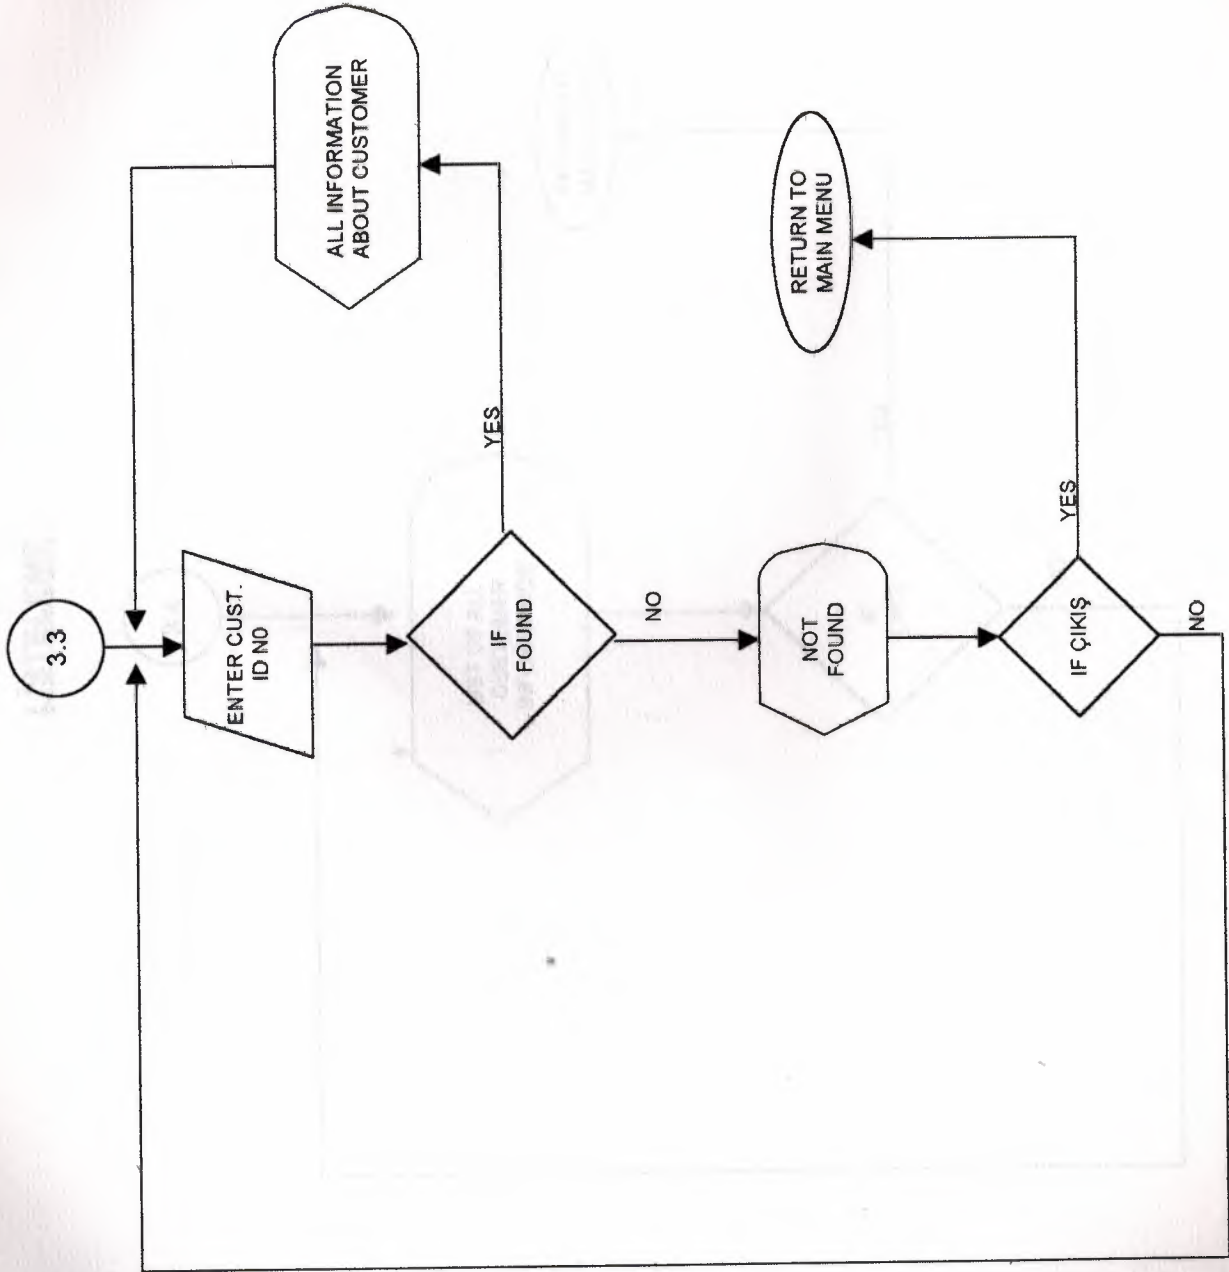 3.3
ENTER CUST.
ID N0
IF
FOUND
YES
ALL INFORMATION
ABOUT CUSTOMER
NO
NOT
FOUND
IF ÇIKIŞ
YES
RETURN TO
MAIN MENU
NO